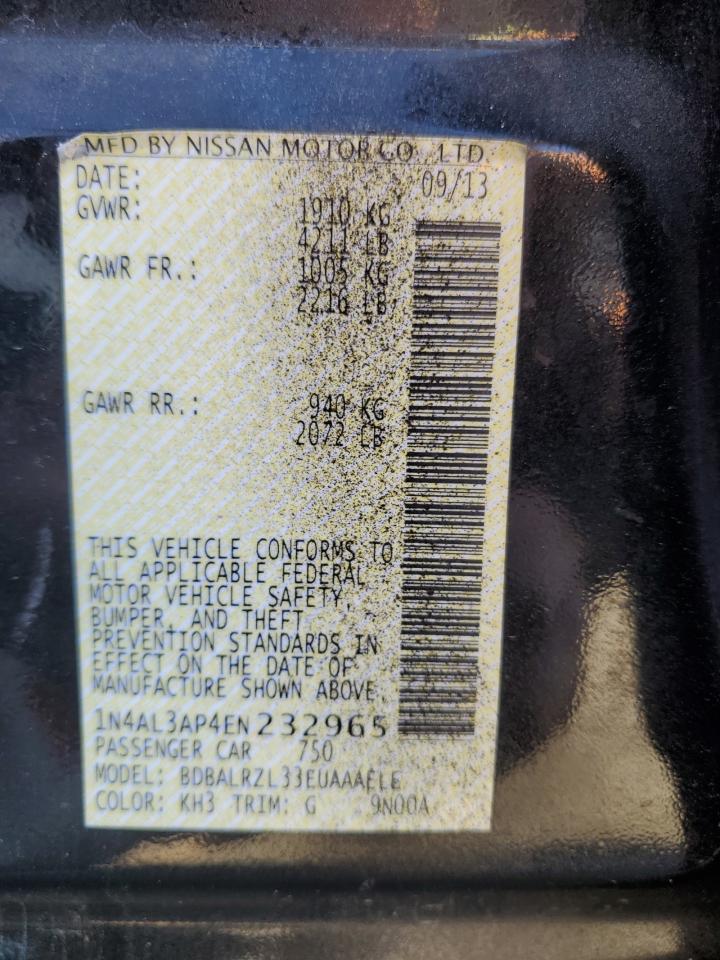 MFD BY NISSAN MOTOR CO., LTD.
DATE: 09/13
GVWR: 1910 KG
4211 LB
GAWR FR.: 1005 KG
2216 LB
GAWR RR.: 940 KG
2072 LB
THIS VEHICLE CONFORMS TO
ALL APPLICABLE FEDERAL
MOTOR VEHICLE SAFETY,
BUMPER, AND THEFT
PREVENTION STANDARDS IN
EFFECT ON THE DATE OF
MANUFACTURE SHOWN ABOVE
1N4AL3AP4EN232965
PASSENGER CAR 750
MODEL:
COLOR: KH3 TRIM: G 9N00A